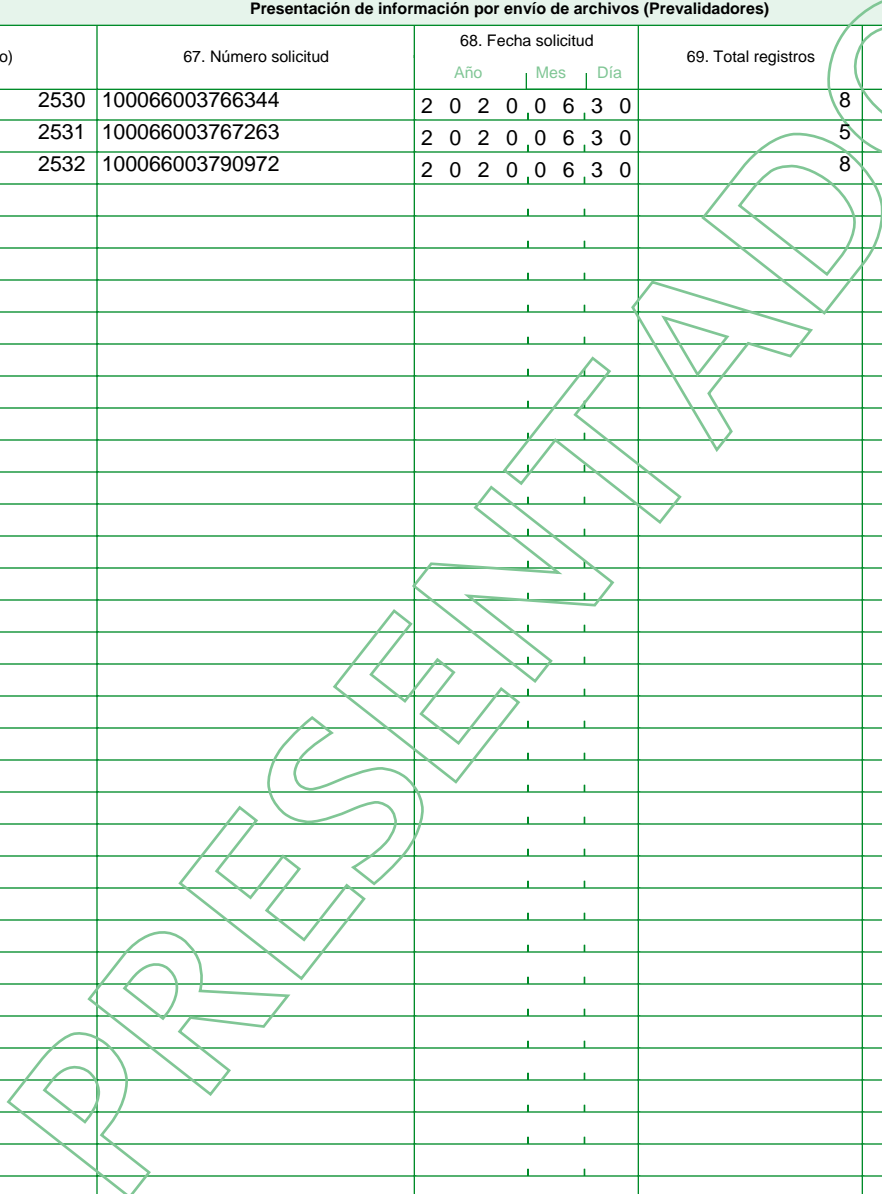 Presentación de información por envío de archivos (Prevalidadores)
o) 67. Número solicitud 68. Fecha solicitud 69. Total registros
Año Mes Día
2530 100066003766344 2 0 2 0 0 6 3 0 8
2531 100066003767263 2 0 2 0 0 6 3 0 5
2532 100066003790972 2 0 2 0 0 6 3 0 8
PRESENTADO